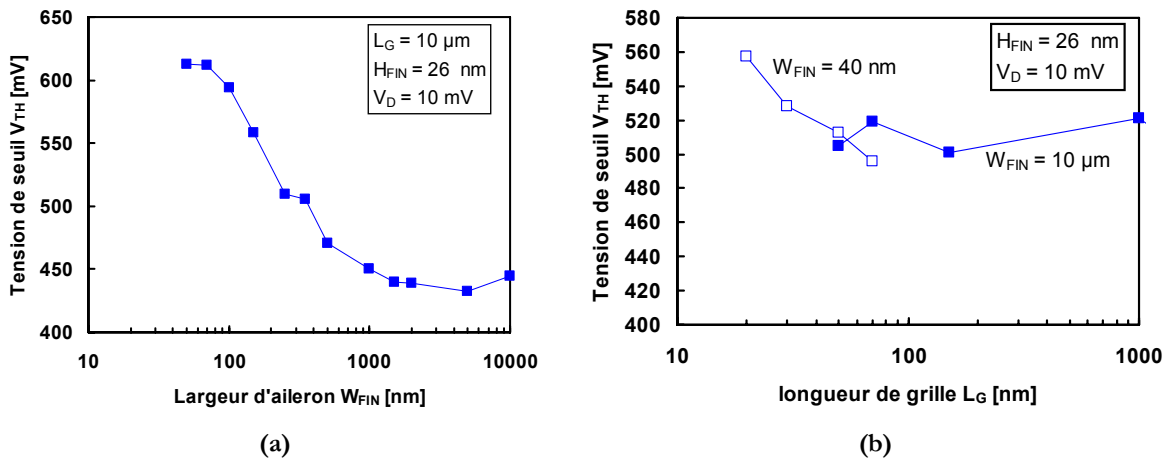 650
600
550
500
450
400
10
100
1000
10000
Tension de seuil VTH [mV]
Largeur d'aileron WFIN [nm]
LG = 10 µm
HFIN = 26 nm
VD = 10 mV
(a)
580
560
540
520
500
480
460
440
420
400
10
100
1000
Tension de seuil VTH [mV]
longueur de grille LG [nm]
HFIN = 26 nm
VD = 10 mV
WFIN = 40 nm
WFIN = 10 µm
(b)